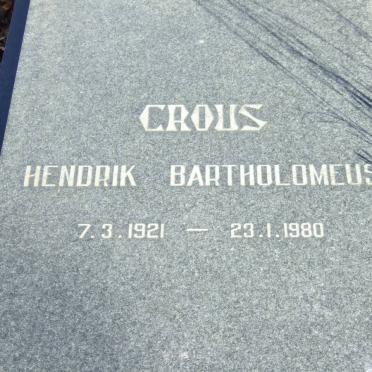 CROUS
HENDRIK BARTHOLOMEUS
7.3.1921 — 23.1.1980